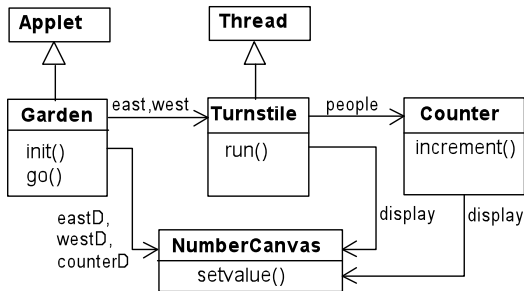 Applet
Thread
Garden
init()
go()
east,west
Turnstile
run()
people
Counter
increment()
eastD,
westD,
counterD
display
display
NumberCanvas
setvalue()